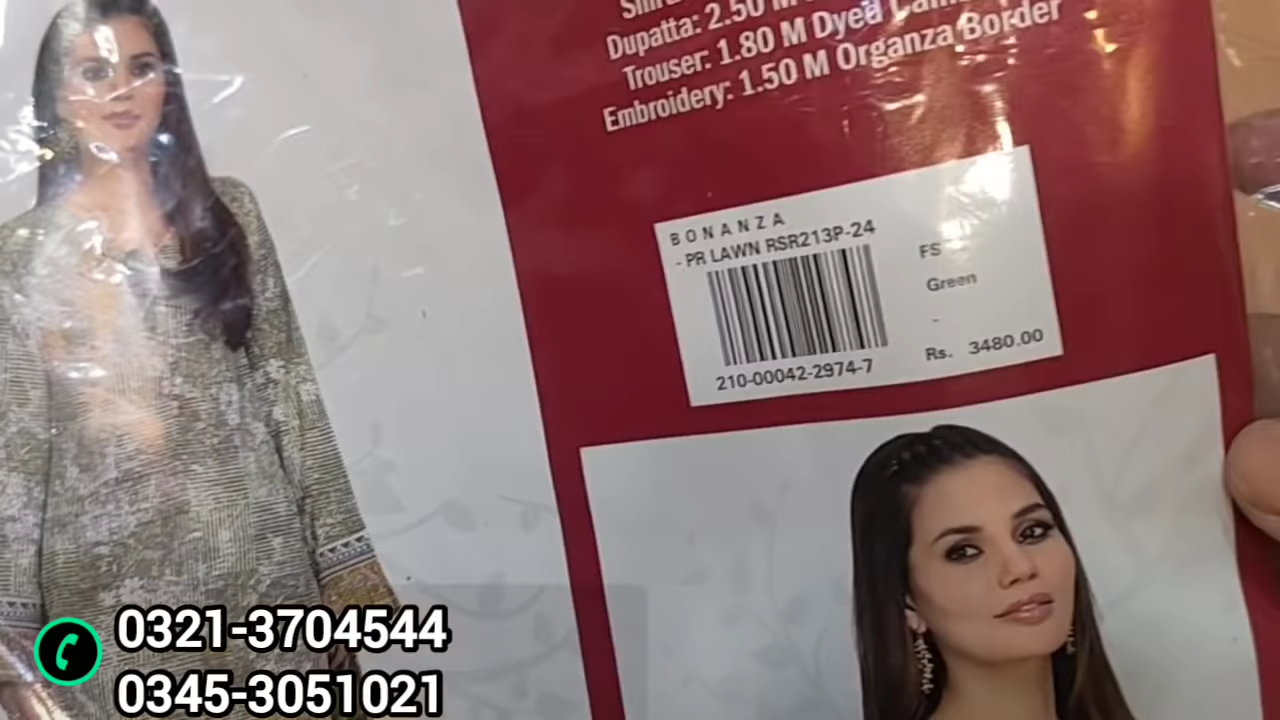 Dupatta: 2.50 M
Trouser: 1.80 M Dyed
Embroidery: 1.50 M Organza Border
BONANZA
- PR LAWN RSR213P-24
FS
Green
-
Rs. 3480.00
210-00042-2974-7
0321-3704544
0345-3051021